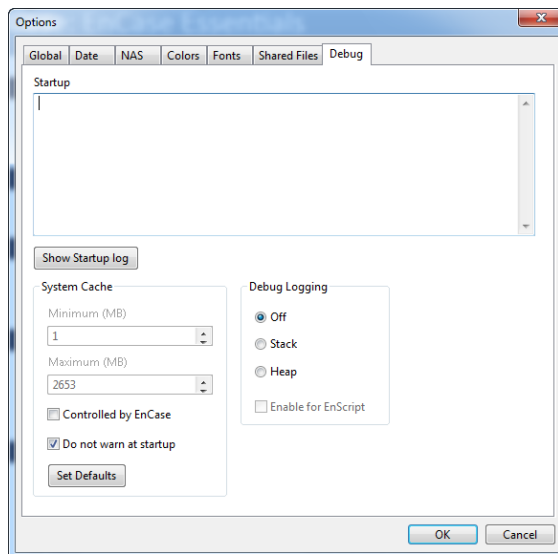 EnCase Essentials
Options
Global Date NAS Colors Fonts Shared Files Debug
Startup
Show Startup log
System Cache
Minimum (MB)
1
Maximum (MB)
2653
Controlled by EnCase
Do not warn at startup
Set Defaults
Debug Logging
Off
Stack
Heap
Enable for EnScript
OK Cancel